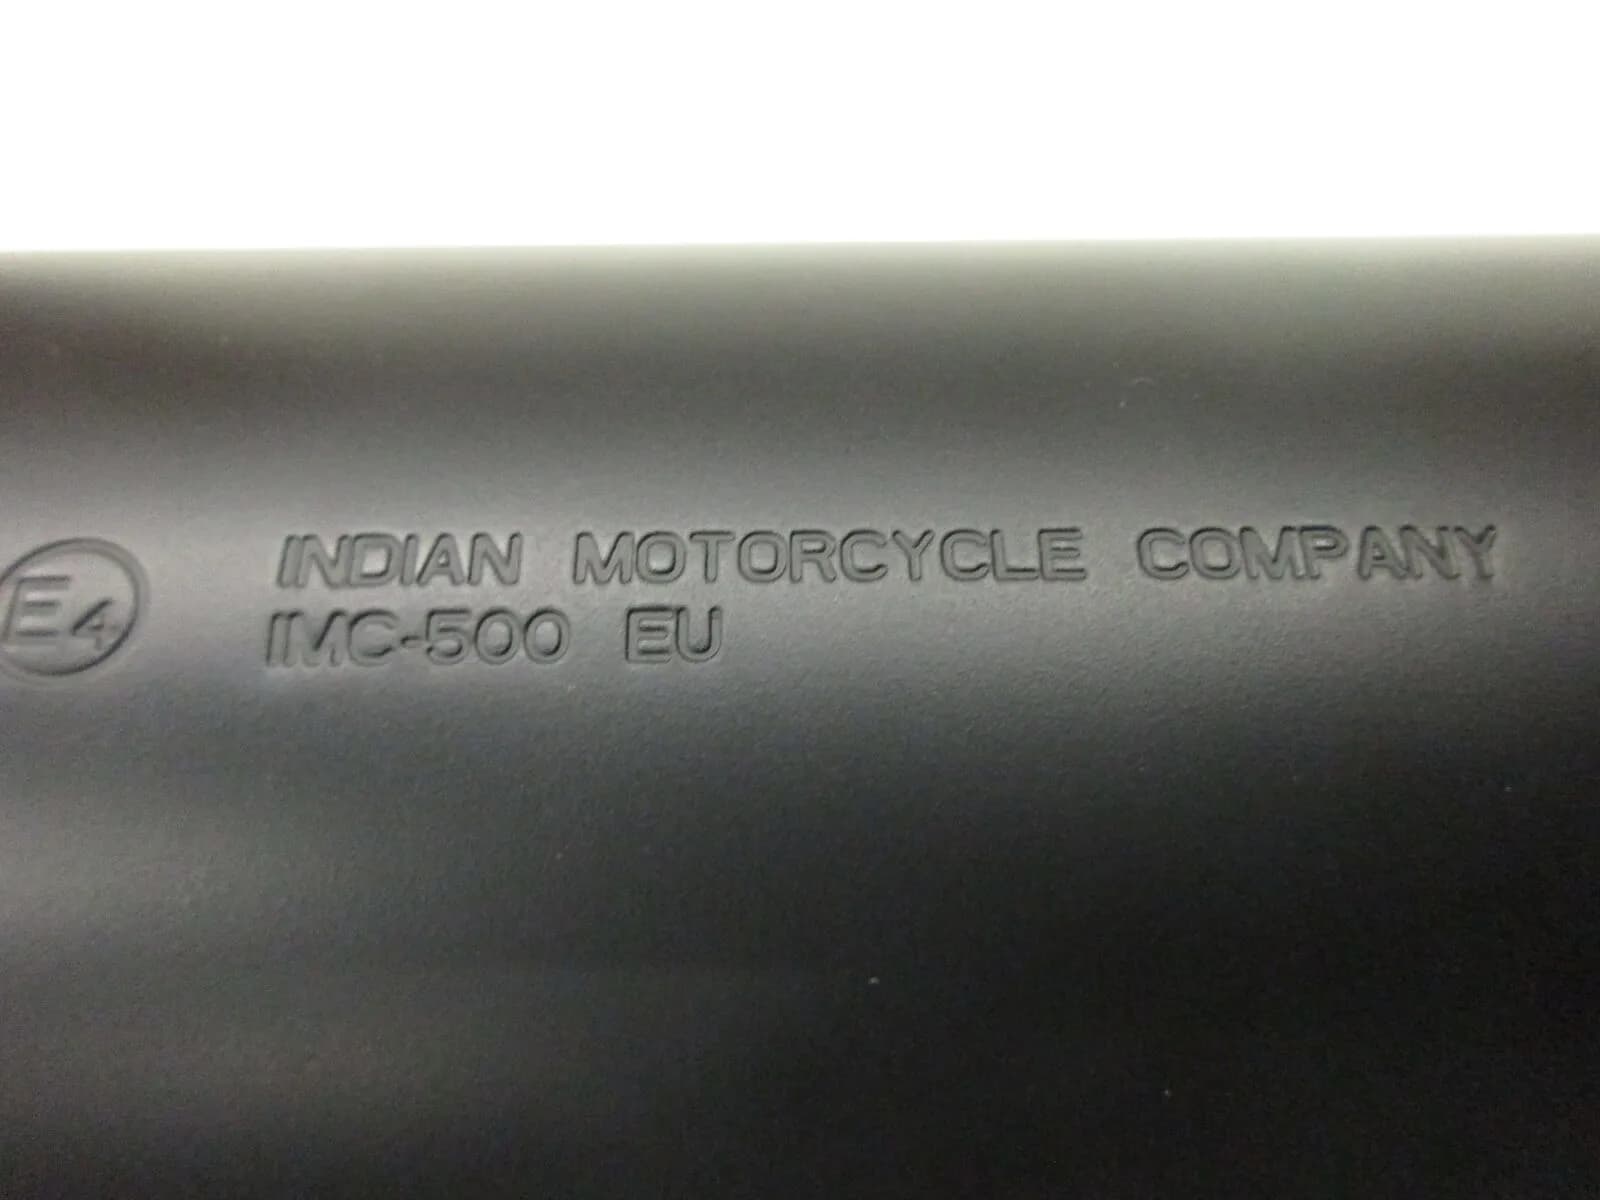 E4
INDIAN MOTORCYCLE COMPANY
IMC-500 EU